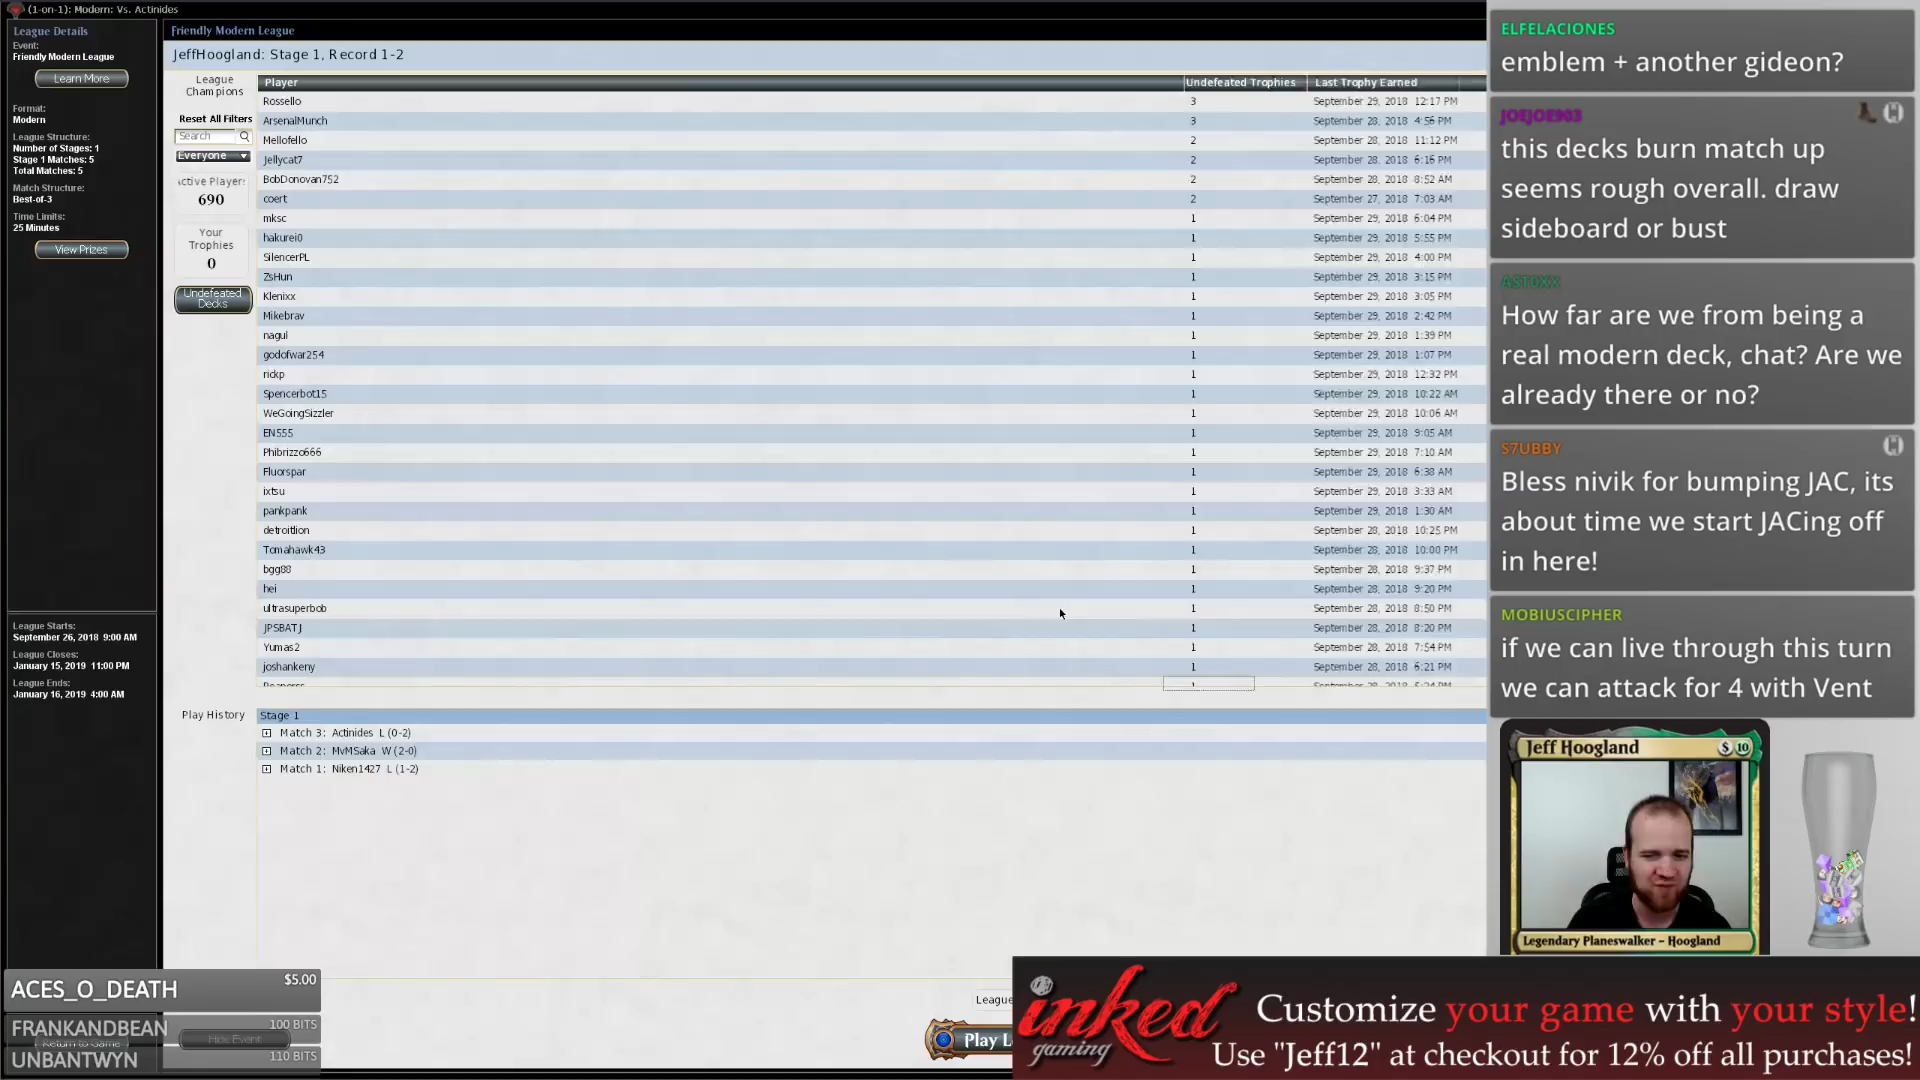 (1-on-1): Modern: Vs. Actinides
League Details
Event:
Friendly Modern League
Learn More
Format:
Modern
League Structure:
Number of Stages: 1
Stage 1 Matches: 5
Total Matches: 5
Match Structure:
Best-of-3
Time Limits:
25 Minutes
View Prizes
League Starts:
September 26, 2018 9:00 AM
League Closes:
January 15, 2019 11:00 PM
League Ends:
January 16, 2019 4:00 AM
Friendly Modern League
JeffHoogland: Stage 1, Record 1-2
League
Champions
Reset All Filters
Search
Everyone
ctive Player
690
Your
Trophies
0
Undefeated
Decks
Player Undefeated Trophies Last Trophy Earned
Rossello 3 September 29, 2018 12:17 PM
ArsenalMunch 3 September 28, 2018 4:56 PM
Mellofello 2 September 28, 2018 11:12 PM
Jellycat7 2 September 28, 2018 6:16 PM
BobDonovan752 2 September 28, 2018 8:52 AM
coert 2 September 27, 2018 7:03 AM
mksc 1 September 29, 2018 6:04 PM
hakurei0 1 September 29, 2018 5:55 PM
SilencerPL 1 September 29, 2018 4:00 PM
ZsHun 1 September 29, 2018 3:15 PM
Klenixx 1 September 29, 2018 3:05 PM
Mikebrav 1 September 29, 2018 2:42 PM
nagul 1 September 29, 2018 1:39 PM
godofwar254 1 September 29, 2018 1:07 PM
rickp 1 September 29, 2018 12:32 PM
Spencerbot15 1 September 29, 2018 10:22 AM
WeGoingSizzler 1 September 29, 2018 10:06 AM
EN555 1 September 29, 2018 9:05 AM
Phibrizzo666 1 September 29, 2018 7:10 AM
Fluorspar 1 September 29, 2018 6:38 AM
ixtsu 1 September 29, 2018 3:33 AM
pankpank 1 September 29, 2018 1:30 AM
detroitlion 1 September 28, 2018 10:25 PM
Tomahawk43 1 September 28, 2018 10:00 PM
bgg88 1 September 28, 2018 9:37 PM
hei 1 September 28, 2018 9:20 PM
ultrasuperbob 1 September 28, 2018 8:50 PM
JPSBATJ 1 September 28, 2018 8:20 PM
Yumas2 1 September 28, 2018 7:54 PM
joshankeny 1 September 28, 2018 6:21 PM
Play History
Stage 1
Match 3: Actinides L (0-2)
Match 2: MvMSaka W (2-0)
Match 1: Niken1427 L (1-2)
League
Play L
ACES_O_DEATH $5.00
FRANKANDBEAN 100 BITS
Return to Game Hide Event
UNBANTWYN 110 BITS
ELFELACIONES
emblem + another gideon?
JOEJOE903
this decks burn match up
seems rough overall. draw
sideboard or bust
AST0XX
How far are we from being a
real modern deck, chat? Are we
already there or no?
S7UBBY
Bless nivik for bumping JAC, its
about time we start JACing off
in here!
MOBIUSCIPHER
if we can live through this turn
we can attack for 4 with Vent
Jeff Hoogland $ 10
Legendary Planeswalker - Hoogland
inked
gaming
Customize your game with your style!
Use "Jeff12" at checkout for 12% off all purchases!